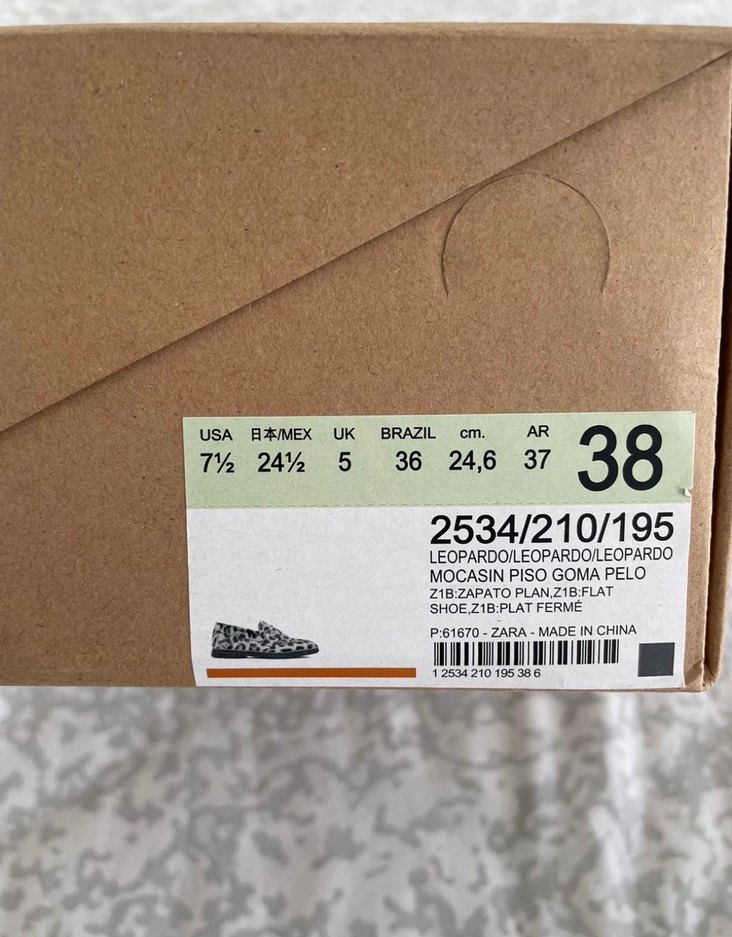 USA 日本/MEX UK BRAZIL cm. AR
7½ 24½ 5 36 24,6 37 38
2534/210/195
LEOPARDO/LEOPARDO/LEOPARDO
MOCASIN PISO GOMA PELO
Z1B:ZAPATO PLAN,Z1B:FLAT
SHOE,Z1B:PLAT FERMÉ
P:61670 - ZARA - MADE IN CHINA
1 2534 210 195 38 6